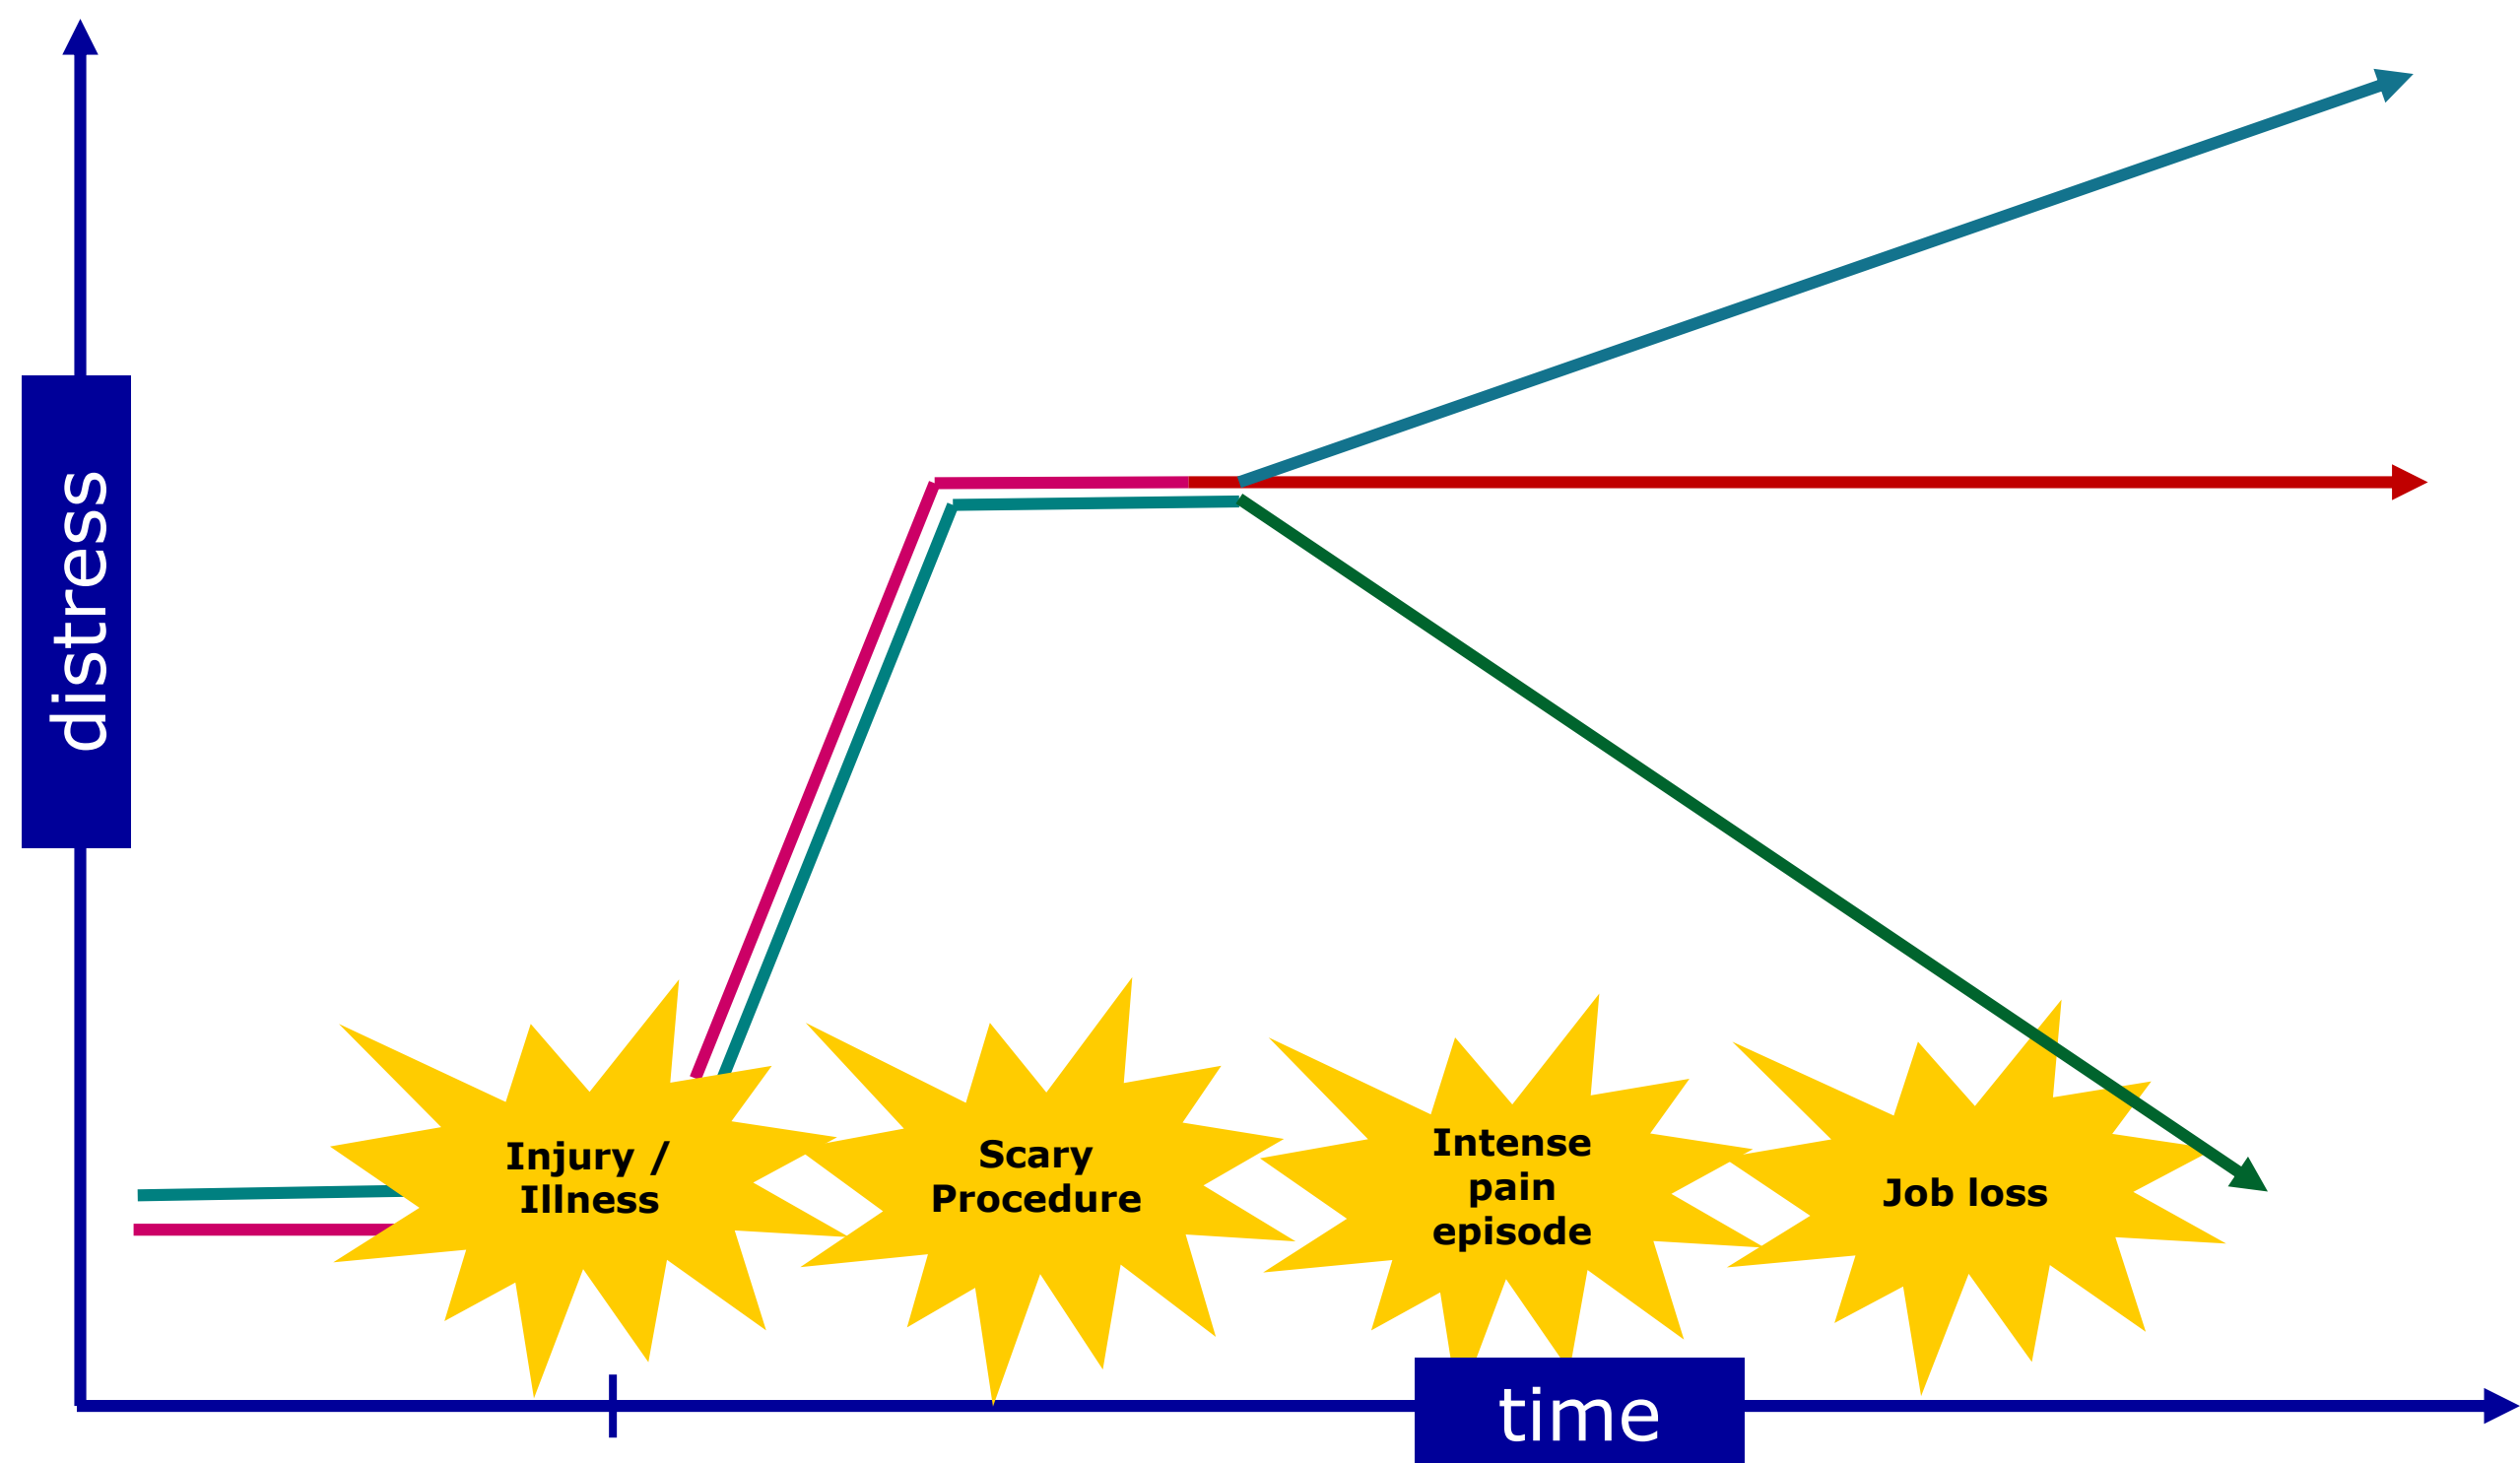 distress
Injury /
Illness
Scary
Procedure
Intense
pain
episode
Job loss
time